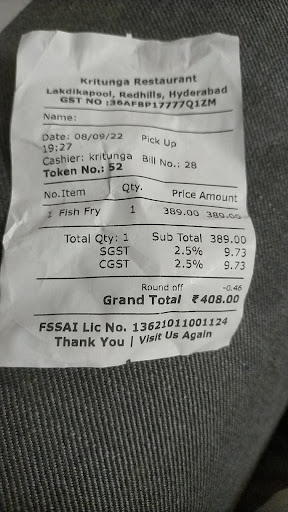 Kritunga Restaurant
Lakdikapool, Redhills, Hyderabad
GST NO :36AFBP17777Q1ZM
Name:
Date: 08/09/22 Pick Up
19:27
Cashier: kritunga Bill No.: 28
Token No.: 52
No.Item Qty. Price Amount
1 Fish Fry 1 389.00 389.00
Total Qty: 1 Sub Total 389.00
SGST 2.5% 9.73
CGST 2.5% 9.73
Round off -0.46
Grand Total ₹408.00
FSSAI Lic No. 13621011001124
Thank You | Visit Us Again